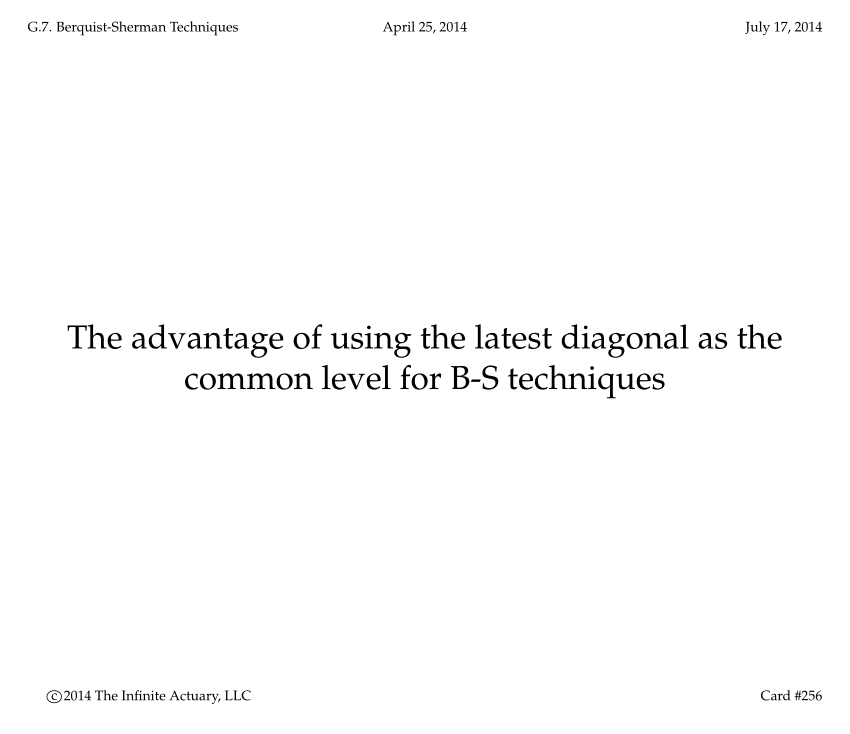 G.7. Berquist-Sherman Techniques April 25, 2014 July 17, 2014
The advantage of using the latest diagonal as the
common level for B-S techniques
©2014 The Infinite Actuary, LLC Card #256